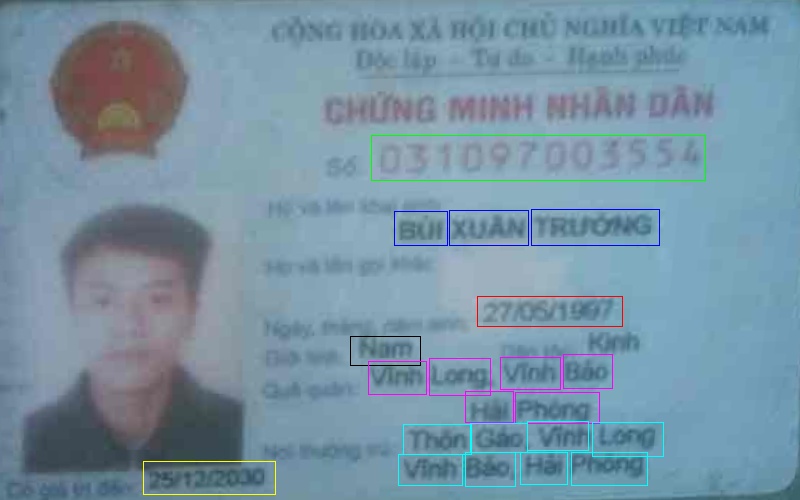 CỘNG HÒA XÃ HỘI CHỦ NGHĨA VIỆT NAM
Độc lập - Tự do - Hạnh phúc
CHỨNG MINH NHÂN DÂN
Số 031097003554
Họ và tên khai sinh
BÙI XUÂN TRƯỜNG
Họ và tên gọi khác
Ngày, tháng, năm sinh 27/05/1997
Giới tính Nam Dân tộc Kinh
Quê quán: Vĩnh Long, Vĩnh Bảo
Hải Phòng
Nơi thường trú: Thôn Gáo, Vĩnh Long
Vĩnh Bảo, Hải Phòng
Có giá trị đến: 25/12/2030